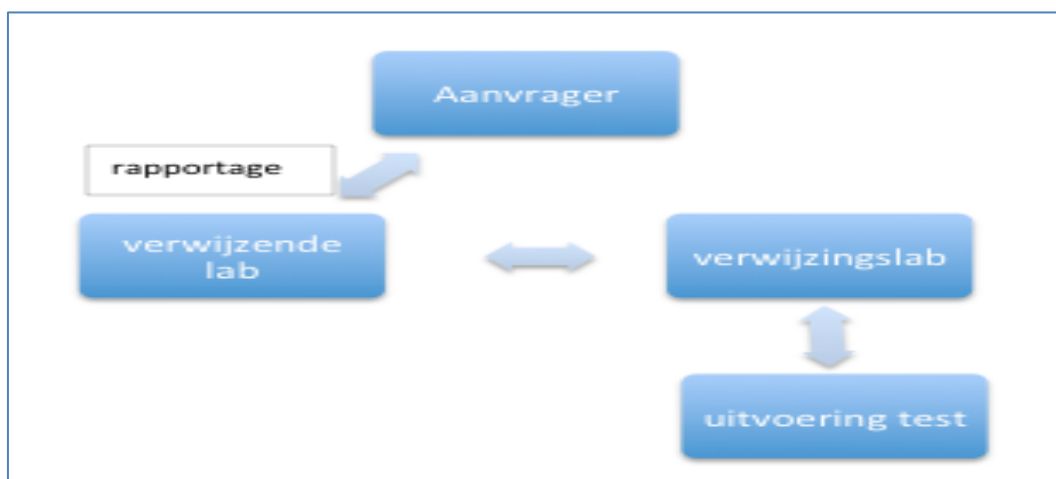 Aanvrager
rapportage
verwijzende
lab
verwijzingslab
uitvoering test